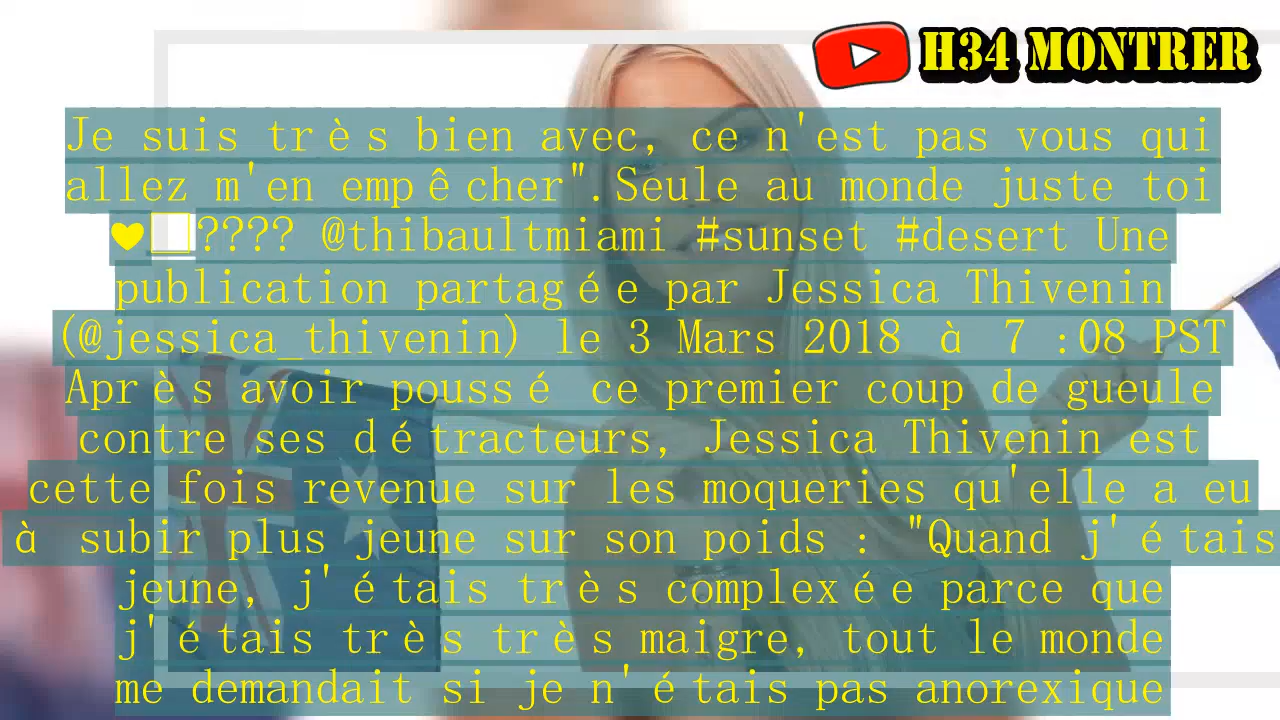 H34 MONTRER
Je suis très bien avec, ce n'est pas vous qui
allez m'en empêcher".Seule au monde juste toi
♥⬜???? @thibaultmiami #sunset #desert Une
publication partagée par Jessica Thivenin
(@jessica_thivenin) le 3 Mars 2018 à 7 :08 PST
Après avoir poussé ce premier coup de gueule
contre ses détracteurs, Jessica Thivenin est
cette fois revenue sur les moqueries qu'elle a eu
à subir plus jeune sur son poids : "Quand j'étais
jeune, j'étais très complexée parce que
j'étais très très maigre, tout le monde
me demandait si je n'étais pas anorexique